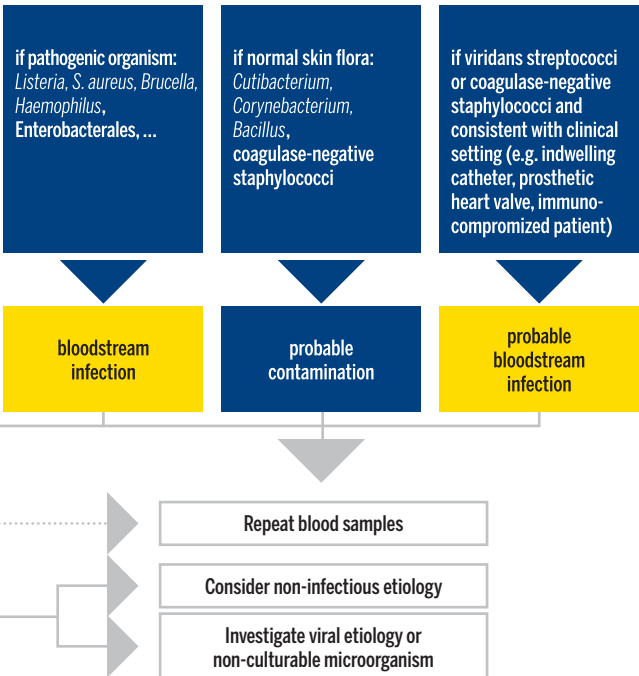 if pathogenic organism:
Listeria, S. aureus, Brucella,
Haemophilus,
Enterobacterales, ...
if normal skin flora:
Cutibacterium,
Corynebacterium,
Bacillus,
coagulase-negative
staphylococci
if viridans streptococci
or coagulase-negative
staphylococci and
consistent with clinical
setting (e.g. indwelling
catheter, prosthetic
heart valve, immuno-
compromized patient)
bloodstream
infection
probable
contamination
probable
bloodstream
infection
Repeat blood samples
Consider non-infectious etiology
Investigate viral etiology or
non-culturable microorganism